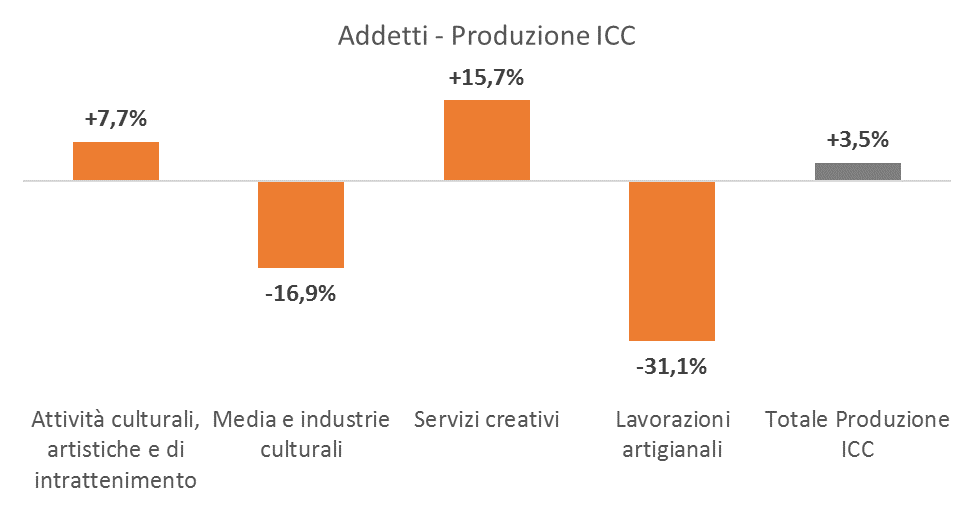 Addetti - Produzione ICC
+7,7%
-16,9%
+15,7%
-31,1%
+3,5%
Attività culturali,
artistiche e di
intrattenimento
Media e industrie
culturali
Servizi creativi
Lavorazioni
artigianali
Totale Produzione
ICC